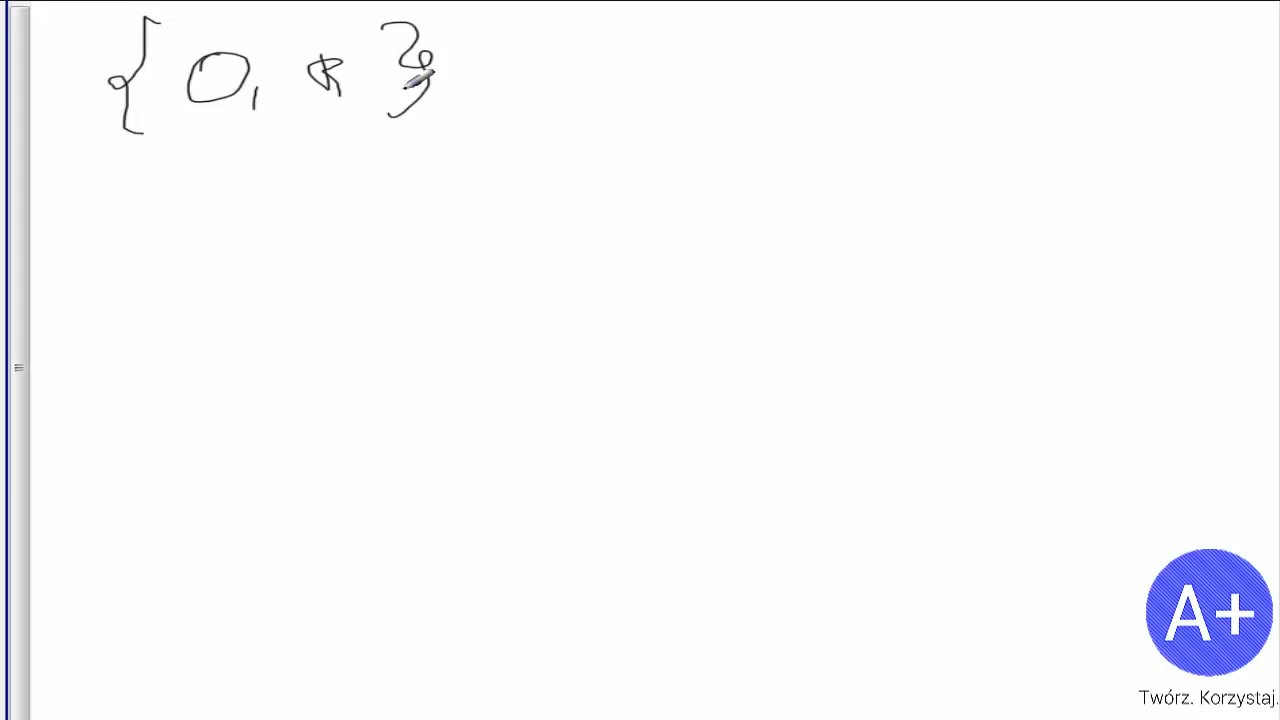 { 0, * }
A+
Twórz. Korzystaj.